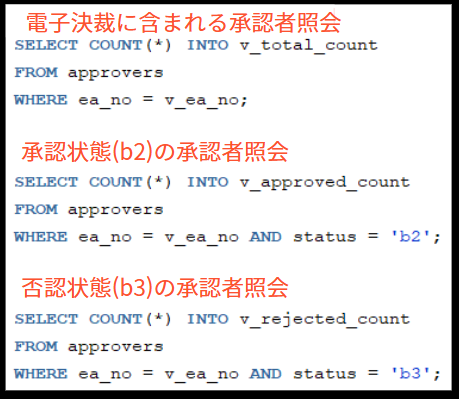 電子決裁に含まれる承認者照会
SELECT COUNT(*) INTO v_total_count
FROM approvers
WHERE ea_no = v_ea_no;
承認状態(b2)の承認者照会
SELECT COUNT(*) INTO v_approved_count
FROM approvers
WHERE ea_no = v_ea_no AND status = 'b2';
否認状態(b3)の承認者照会
SELECT COUNT(*) INTO v_rejected_count
FROM approvers
WHERE ea_no = v_ea_no AND status = 'b3';